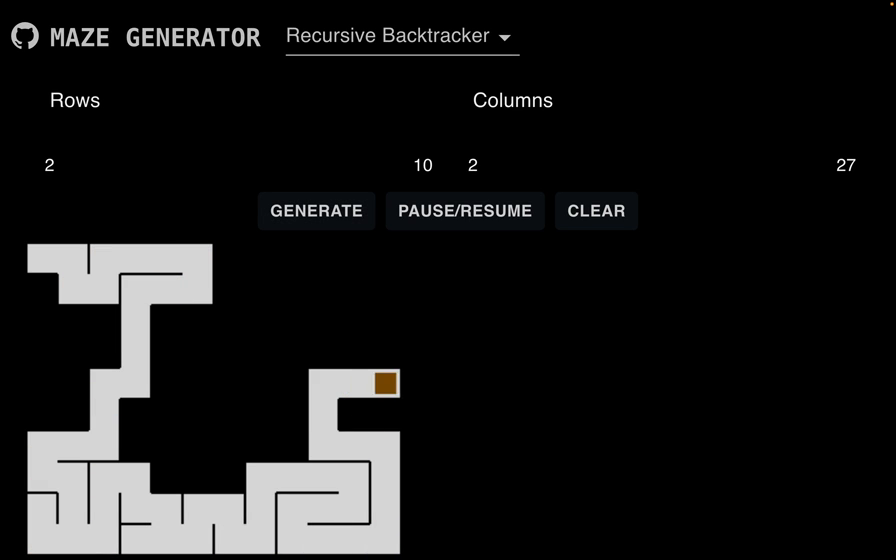 MAZE GENERATOR Recursive Backtracker
Rows Columns
2 10 2 27
GENERATE PAUSE/RESUME CLEAR